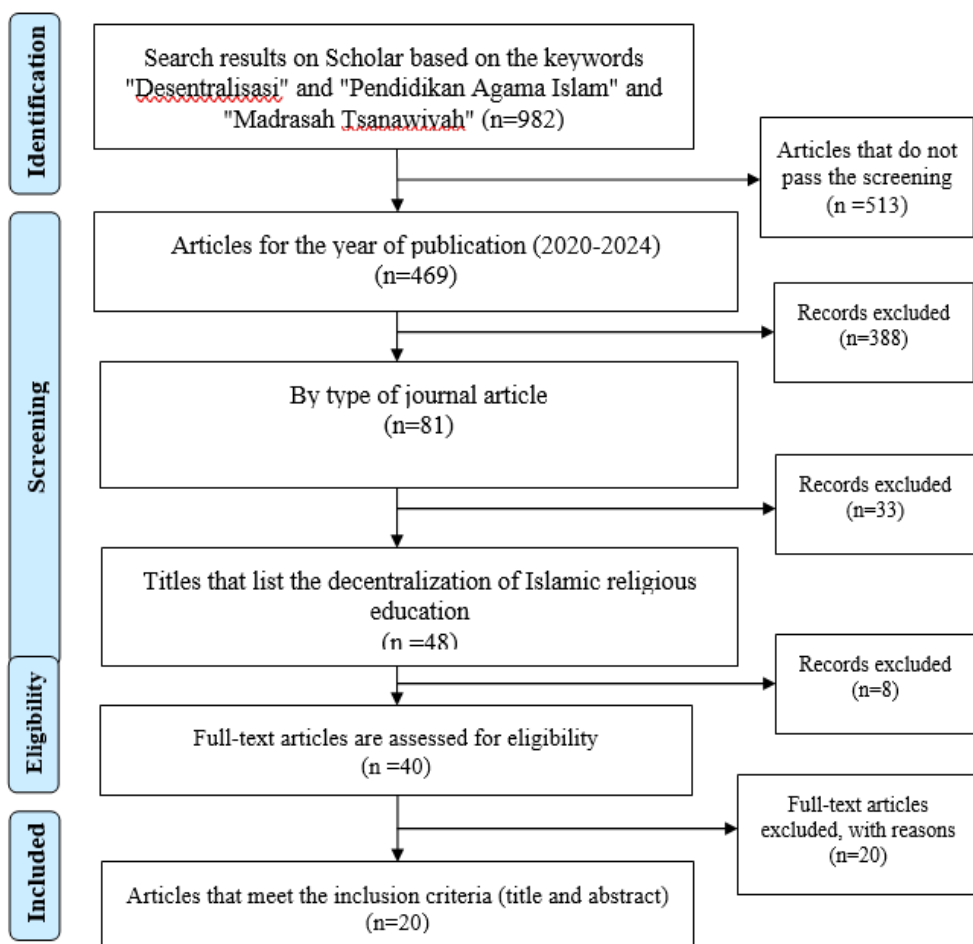 Identification
Search results on Scholar based on the keywords
"Desentralisasi" and "Pendidikan Agama Islam" and
"Madrasah Tsanawiyah" (n=982)
Articles that do not
pass the screening
(n =513)
Screening
Articles for the year of publication (2020-2024)
(n=469)
Records excluded
(n=388)
By type of journal article
(n=81)
Records excluded
(n=33)
Titles that list the decentralization of Islamic religious
education
(n =48)
Records excluded
(n=8)
Eligibility
Full-text articles are assessed for eligibility
(n =40)
Full-text articles
excluded, with reasons
(n=20)
Included
Articles that meet the inclusion criteria (title and abstract)
(n=20)